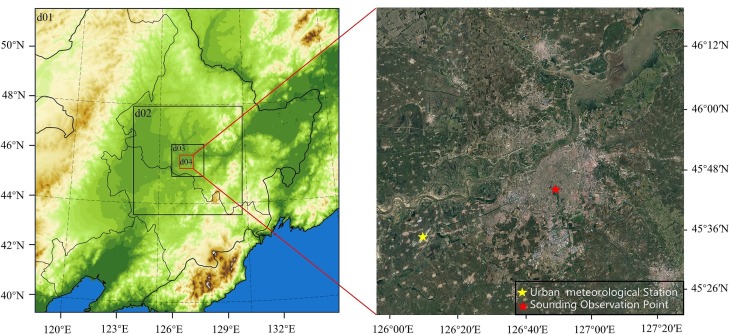 d01
d02
d03
d04
50°N
48°N
46°N
44°N
42°N
40°N
120°E
123°E
126°E
129°E
132°E
46°12'N
46°00'N
45°48'N
45°36'N
45°26'N
126°00'E
126°20'E
126°40'E
127°00'E
127°20'E
Urban meteorological Station
Sounding Observation Point